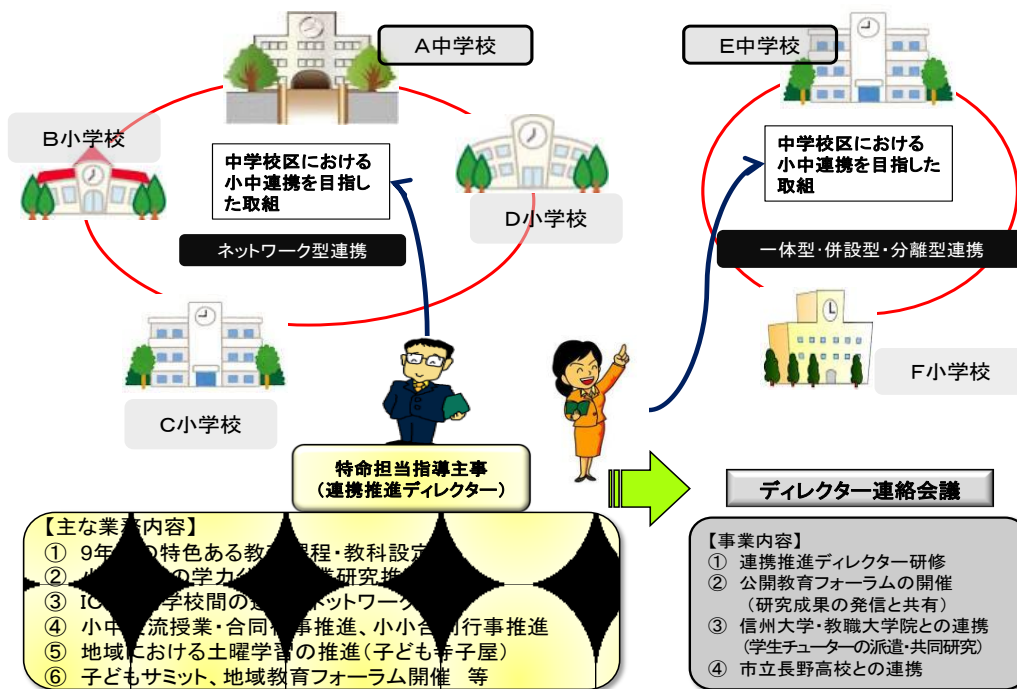 A中学校
E中学校
B小学校
中学校区における
小中連携を目指し
た取組
D小学校
ネットワーク型連携
中学校区における
小中連携を目指した
取組
一体型・併設型・分離型連携
C小学校
F小学校
特命担当指導主事
（連携推進ディレクター）
ディレクター連絡会議
【主な業務内容】
① 9年 の特色ある教 課程・教科設定
② の学力 研究推
③ IC 学校間の ネットワーク
④ 小中 流授業・合同 事推進、小小合同行事推進
⑤ 地域における土曜学習の推進（子ども寺子屋）
⑥ 子どもサミット、地域教育フォーラム開催 等
【事業内容】
① 連携推進ディレクター研修
② 公開教育フォーラムの開催
（研究成果の発信と共有）
③ 信州大学・教職大学院との連携
（学生チューターの派遣・共同研究）
④ 市立長野高校との連携